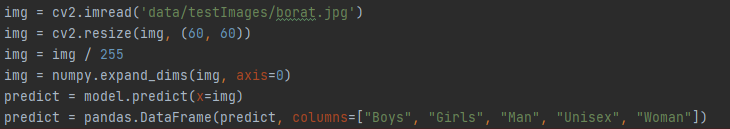 img = cv2.imread('data/testImages/borat.jpg')
img = cv2.resize(img, (60, 60))
img = img / 255
img = numpy.expand_dims(img, axis=0)
predict = model.predict(x=img)
predict = pandas.DataFrame(predict, columns=["Boys", "Girls", "Man", "Unisex", "Woman"])